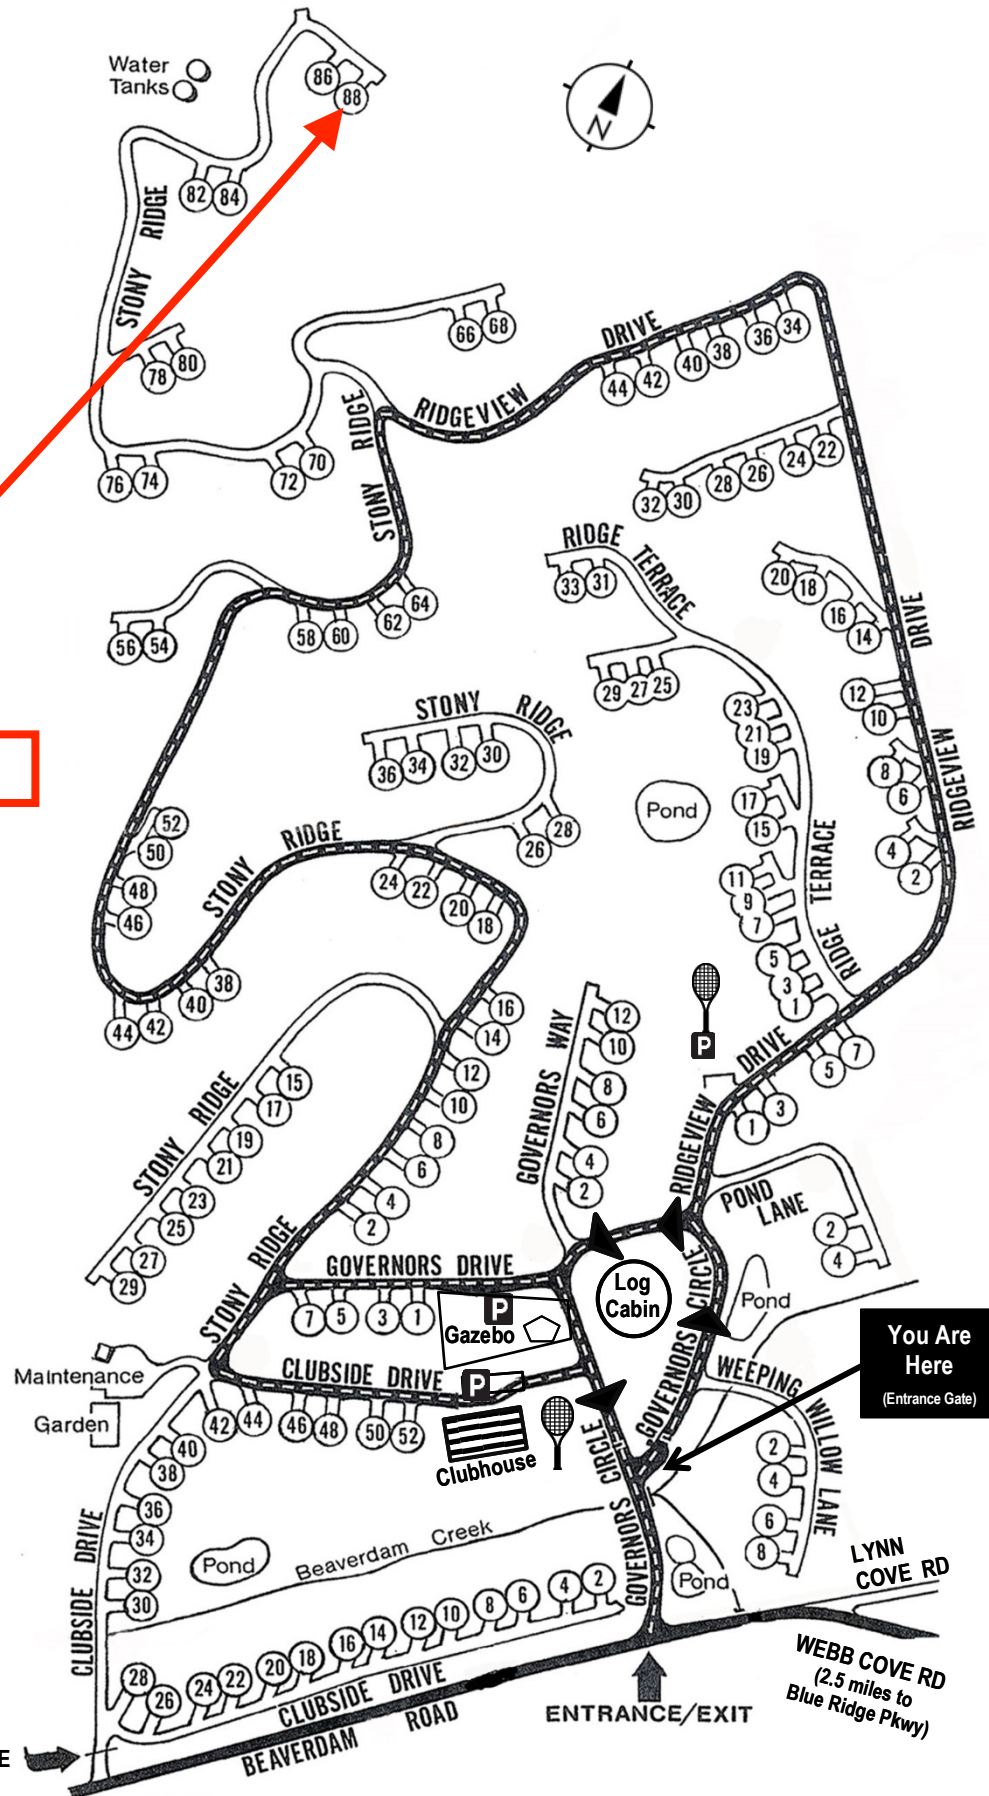 Water
Tanks
86
88
N
82
84
STONY RIDGE
66
68
DRIVE
44
42
40
38
36
34
78
80
RIDGEVIEW
STONY RIDGE
76
74
72
70
32
30
28
26
24
22
RIDGE TERRACE
33
31
20
18
16
14
DRIVE
56
54
58
60
62
64
29
27
25
12
10
STONY RIDGE
36
34
32
30
23
21
19
8
6
RIDGEVIEW
Pond
17
15
52
50
48
46
STONY RIDGE
24
22
20
18
26
28
4
2
TERRACE
11
9
7
RIDGE
5
3
1
44
42
40
38
16
14
GOVERNORS WAY
12
10
P
DRIVE
5
7
STONY RIDGE
15
17
19
21
23
25
27
29
12
10
8
6
4
2
8
6
4
2
RIDGEVIEW
1
3
POND LANE
2
4
STONY RIDGE
GOVERNORS DRIVE
7
5
3
1
P
Gazebo
Log
Cabin
GOVERNORS CIRCLE
Pond
You Are
Here
(Entrance Gate)
Maintenance
CLUBSIDE DRIVE
P
WEEPING WILLOW LANE
Garden
42
44
46
48
50
52
Clubhouse
GOVERNORS CIRCLE
2
4
6
8
40
38
36
34
32
30
CLUBSIDE DRIVE
Pond
Beaverdam Creek
Pond
LYNN
COVE RD
28
26
24
22
20
18
16
14
12
10
8
6
4
2
CLUBSIDE DRIVE
BEAVERDAM ROAD
ENTRANCE/EXIT
WEBB COVE RD
(2.5 miles to
Blue Ridge Pkwy)
E